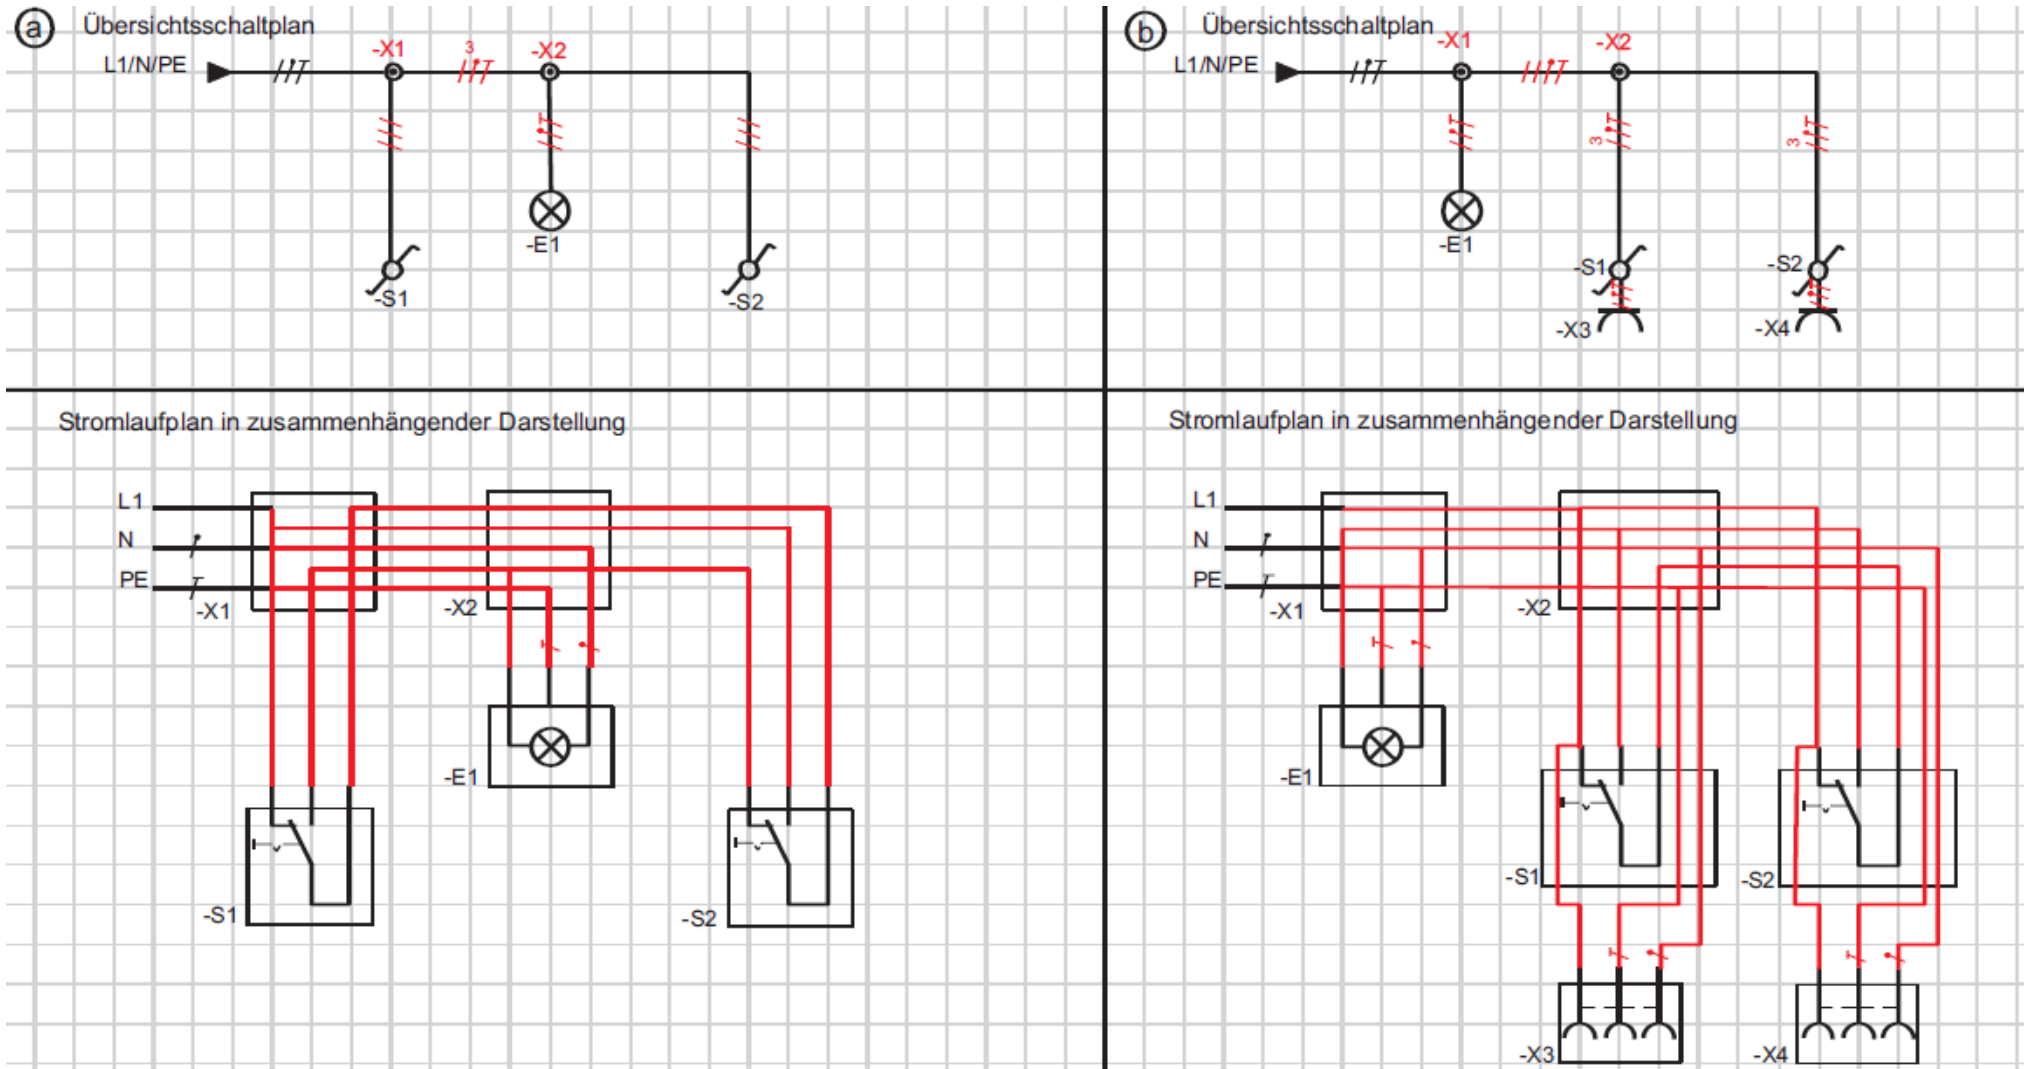 a Übersichtsschaltplan
L1/N/PE
-X1
3
-X2
-E1
-S1
-S2
b Übersichtsschaltplan
L1/N/PE
-X1
-X2
3
3
-E1
-S1
-S2
-X3
-X4
Stromlaufplan in zusammenhängender Darstellung
L1
N
PE
-X1
-X2
-E1
-S1
-S2
Stromlaufplan in zusammenhängender Darstellung
L1
N
PE
-X1
-X2
-E1
-S1
-S2
-X3
-X4